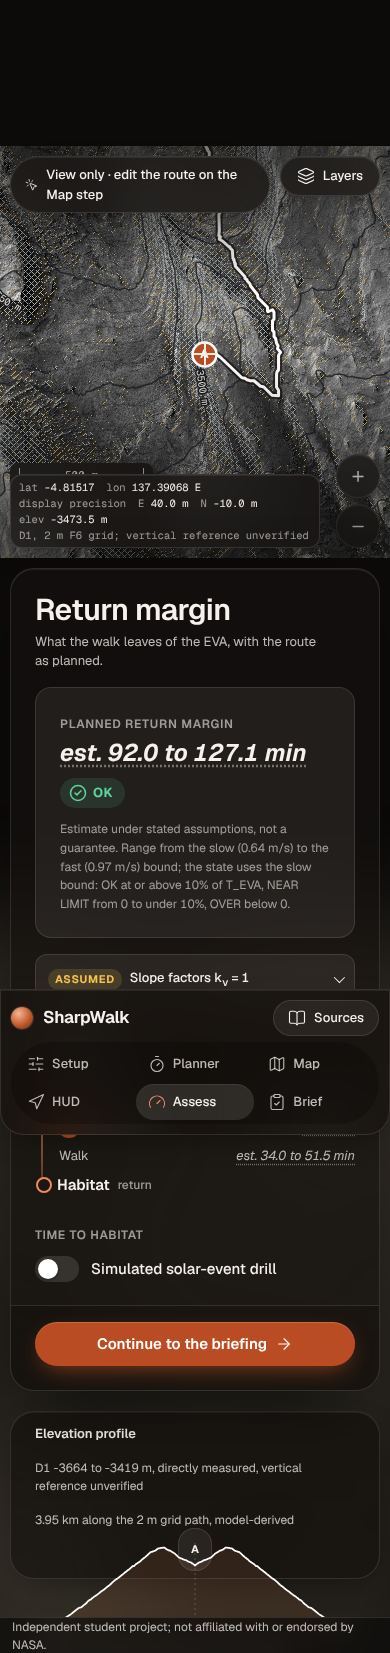 View only · edit the route on the
Map step
Layers
3500 m
lat -4.81517 lon 137.39068 E
display precision E 40.0 m N -10.0 m
elev -3473.5 m
D1, 2 m F6 grid; vertical reference unverified
Return margin
What the walk leaves of the EVA, with the route
as planned.
PLANNED RETURN MARGIN
est. 92.0 to 127.1 min
OK
Estimate under stated assumptions, not a
guarantee. Range from the slow (0.64 m/s) to the
fast (0.97 m/s) bound; the state uses the slow
bound: OK at or above 10% of T_EVA, NEAR
LIMIT from 0 to under 10%, OVER below 0.
ASSUMED Slope factors kv = 1
SharpWalk
Sources
Setup
Planner
Map
HUD
Assess
Brief
Walk
est. 34.0 to 51.5 min
Habitat return
TIME TO HABITAT
Simulated solar-event drill
Continue to the briefing
Elevation profile
D1 -3664 to -3419 m, directly measured, vertical
reference unverified
3.95 km along the 2 m grid path, model-derived
A
Independent student project; not affiliated with or endorsed by
NASA.